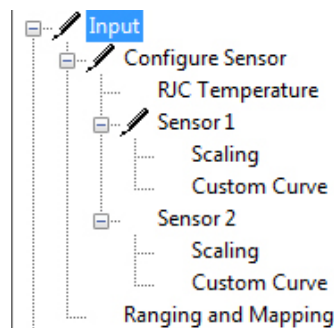 Input
Configure Sensor
RJC Temperature
Sensor 1
Scaling
Custom Curve
Sensor 2
Scaling
Custom Curve
Ranging and Mapping